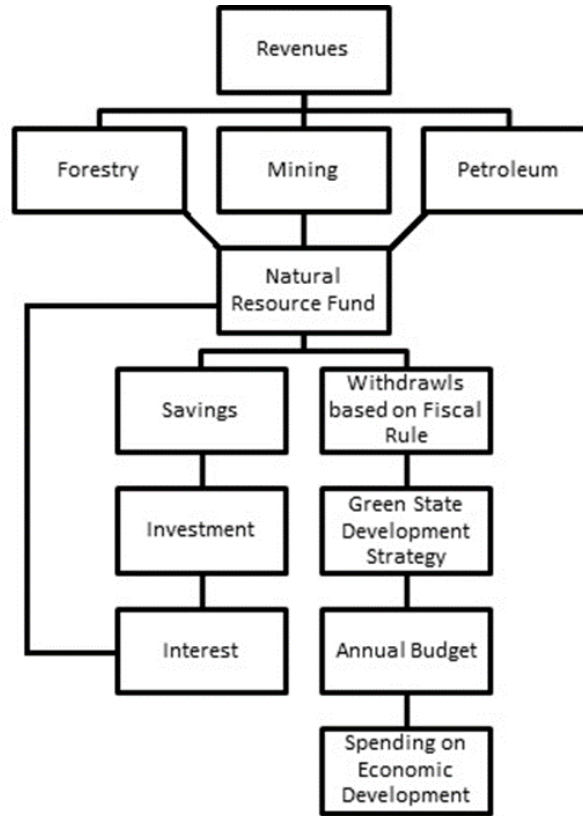 Revenues
Forestry
Mining
Petroleum
Natural
Resource Fund
Savings
Withdrawls
based on Fiscal
Rule
Investment
Green State
Development
Strategy
Interest
Annual Budget
Spending on
Economic
Development